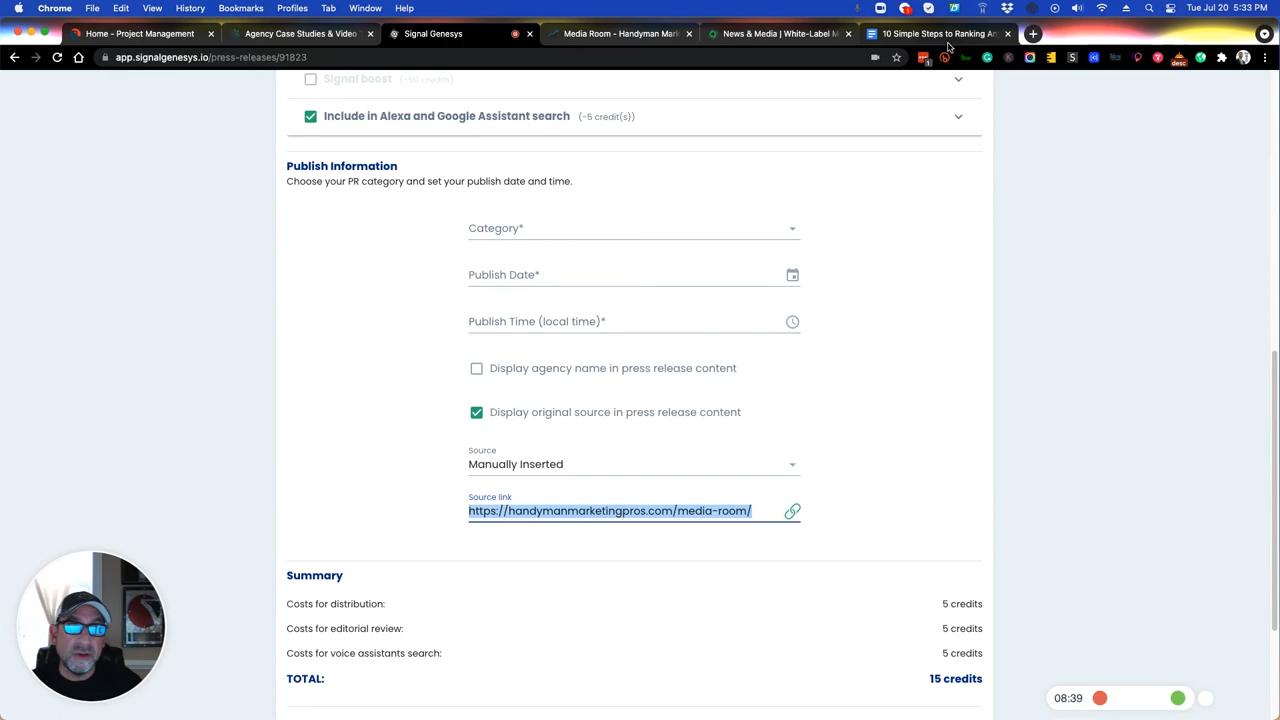 Chrome File Edit View History Bookmarks Profiles Tab Window Help Tue Jul 20 5:33 PM
Home - Project Management
Agency Case Studies & Video
Signal Genesys
Media Room - Handyman Mark
News & Media | White-Label M
10 Simple Steps to Ranking An
app.signalgenesys.io/press-releases/91823
Signal boost (-50 credits)
Include in Alexa and Google Assistant search (-5 credit(s))
Publish Information
Choose your PR category and set your publish date and time.
Category*
Publish Date*
Publish Time (local time)*
Display agency name in press release content
Display original source in press release content
Source
Manually Inserted
Source link
https://handymanmarketingpros.com/media-room/
Summary
Costs for distribution: 5 credits
Costs for editorial review: 5 credits
Costs for voice assistants search: 5 credits
TOTAL: 15 credits
08:39